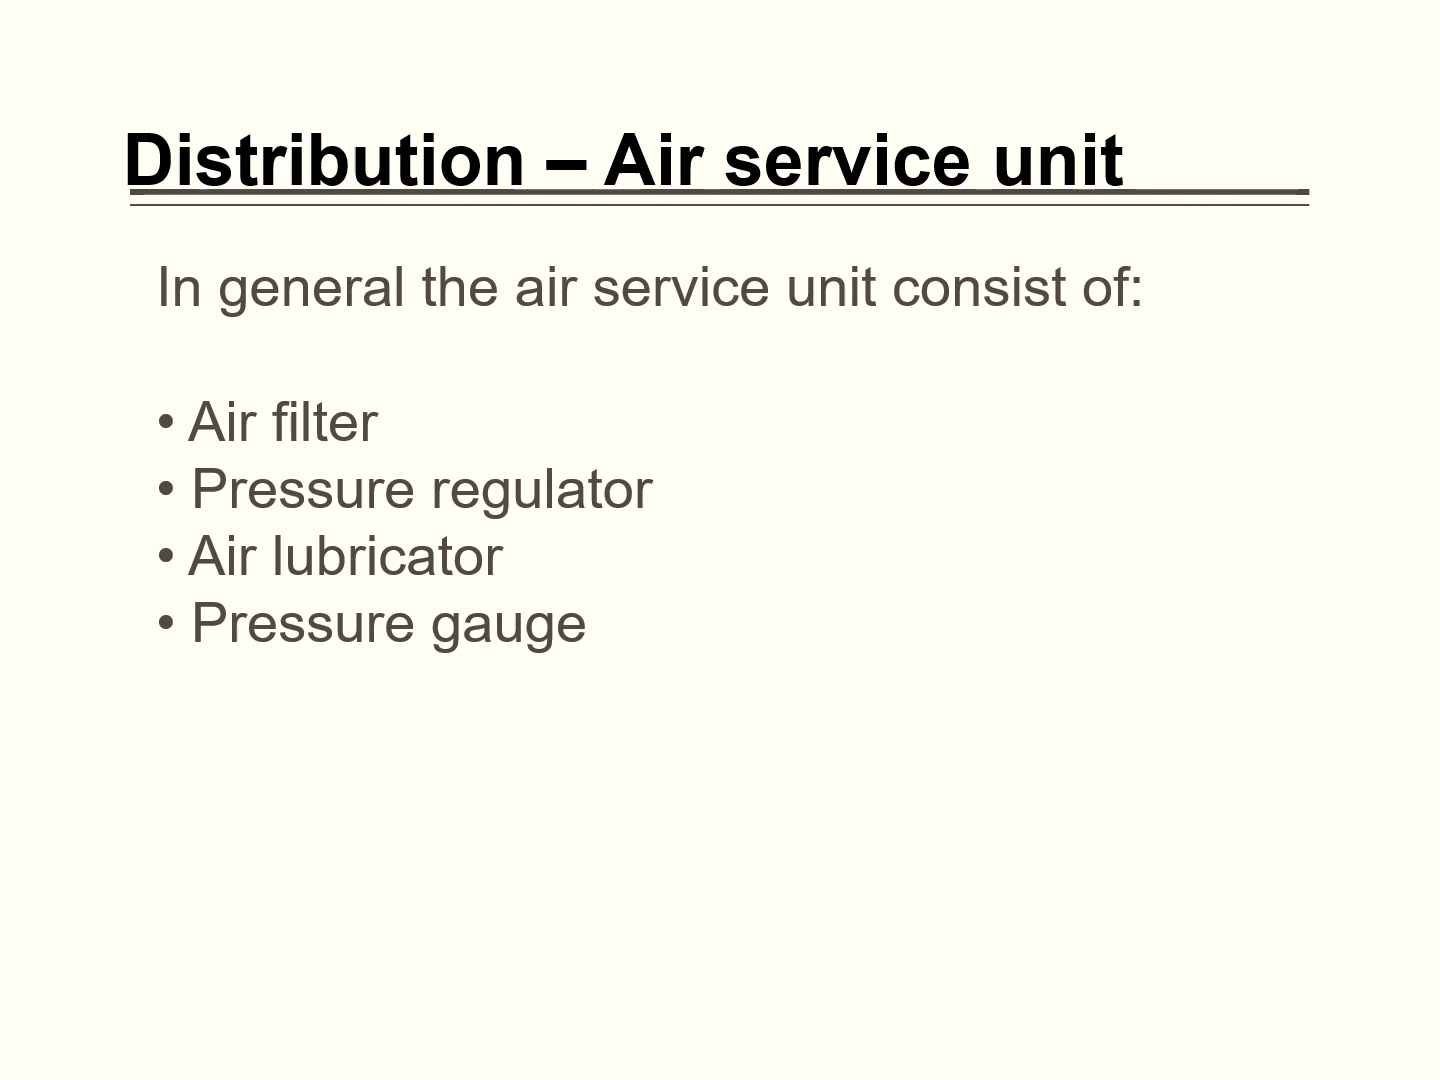 Distribution – Air service unit
In general the air service unit consist of:
• Air filter
• Pressure regulator
• Air lubricator
• Pressure gauge